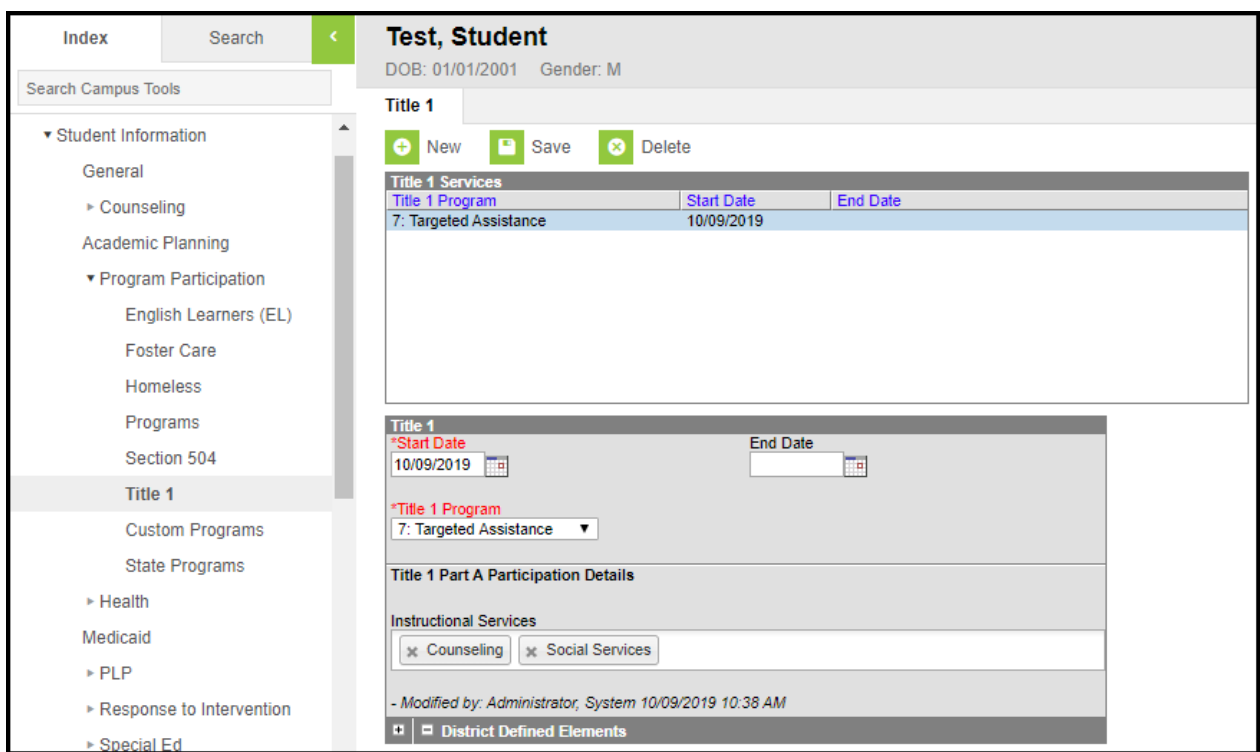 Index Search
Search Campus Tools
Student Information
General
Counseling
Academic Planning
Program Participation
English Learners (EL)
Foster Care
Homeless
Programs
Section 504
Title 1
Custom Programs
State Programs
Health
Medicaid
PLP
Response to Intervention
Special Ed
Test, Student
DOB: 01/01/2001 Gender: M
Title 1
New Save Delete
Title 1 Services
Title 1 Program Start Date End Date
7: Targeted Assistance 10/09/2019
Title 1
*Start Date End Date
10/09/2019
*Title 1 Program
7: Targeted Assistance
Title 1 Part A Participation Details
Instructional Services
Counseling Social Services
- Modified by: Administrator, System 10/09/2019 10:38 AM
District Defined Elements